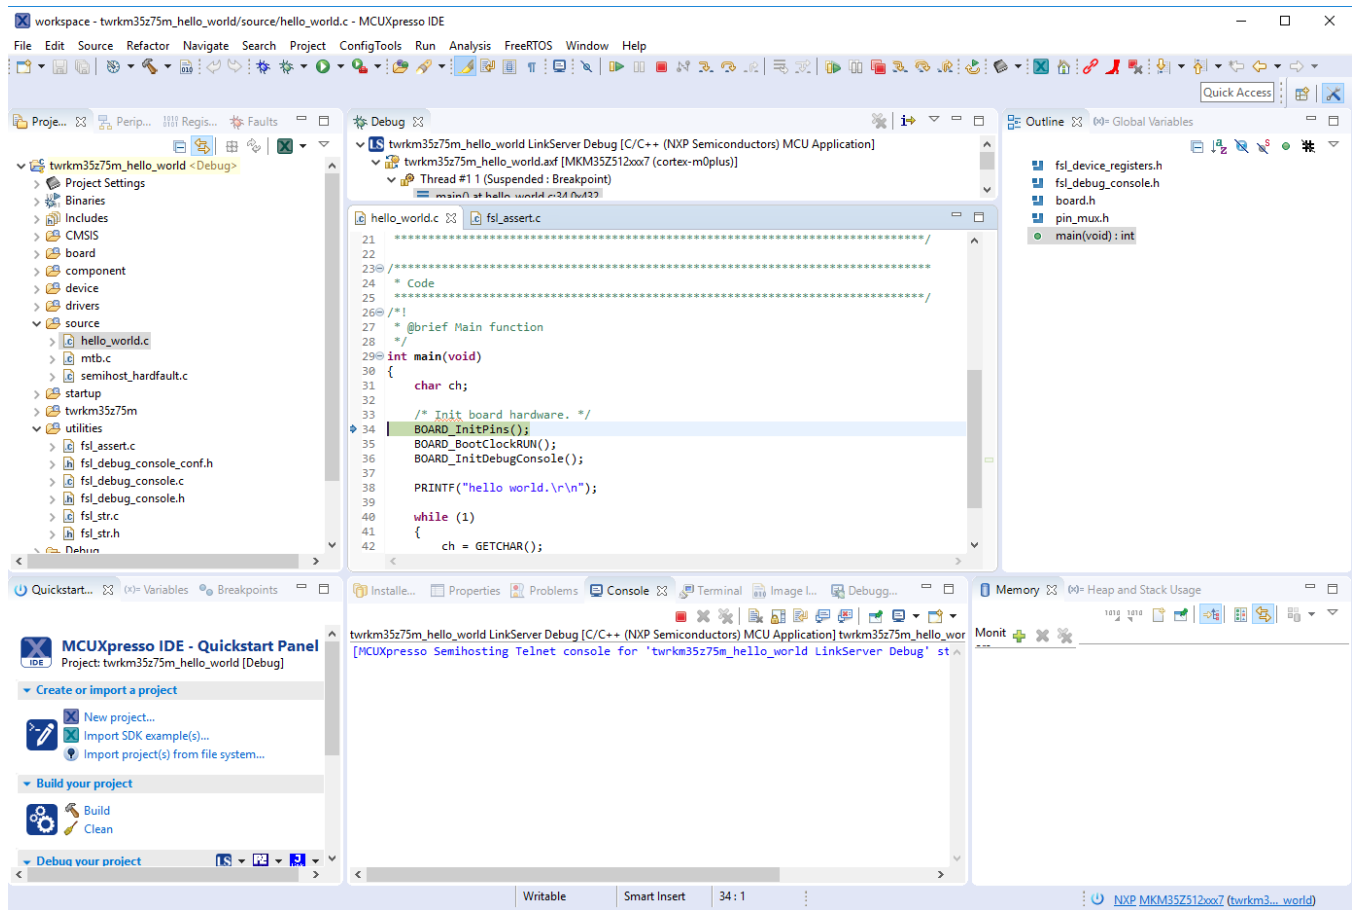 workspace - twrkm35z75m_hello_world/source/hello_world.c - MCUXpresso IDE
File Edit Source Refactor Navigate Search Project ConfigTools Run Analysis FreeRTOS Window Help
Quick Access
Proje... Perip... Regis... Faults
twrkm35z75m_hello_world <Debug>
Project Settings
Binaries
Includes
CMSIS
board
component
device
drivers
source
hello_world.c
mtb.c
semihost_hardfault.c
startup
twrkm35z75m
utilities
fsl_assert.c
fsl_debug_console_conf.h
fsl_debug_console.c
fsl_debug_console.h
fsl_str.c
fsl_str.h
Debug
Debug
twrkm35z75m_hello_world LinkServer Debug [C/C++ (NXP Semiconductors) MCU Application]
twrkm35z75m_hello_world.axf [MKM35Z512xxx7 (cortex-m0plus)]
Thread #1 1 (Suspended : Breakpoint)
main() at hello_world.c:34 0x432
hello_world.c fsl_assert.c
21 ******************************************************************************/
22
23 /*******************************************************************************
24 * Code
25 ******************************************************************************/
26 /*!
27 * @brief Main function
28 */
29 int main(void)
30 {
31 char ch;
32
33 /* Init board hardware. */
34 BOARD_InitPins();
35 BOARD_BootClockRUN();
36 BOARD_InitDebugConsole();
37
38 PRINTF("hello world.\r\n");
39
40 while (1)
41 {
42 ch = GETCHAR();
Outline (x)= Global Variables
fsl_device_registers.h
fsl_debug_console.h
board.h
pin_mux.h
main(void) : int
Quickstart... (x)= Variables Breakpoints
IDE
MCUXpresso IDE - Quickstart Panel
Project: twrkm35z75m_hello_world [Debug]
Create or import a project
New project...
Import SDK example(s)...
Import project(s) from file system...
Build your project
Build
Clean
Debug your project
LS
Installe... Properties Problems Console Terminal Image I... Debugg...
twrkm35z75m_hello_world LinkServer Debug [C/C++ (NXP Semiconductors) MCU Application] twrkm35z75m_hello_wor
[MCUXpresso Semihosting Telnet console for 'twrkm35z75m_hello_world LinkServer Debug' st
Memory (x)= Heap and Stack Usage
Monit
Writable Smart Insert 34 : 1
NXP MKM35Z512xxx7 (twrkm3... world)